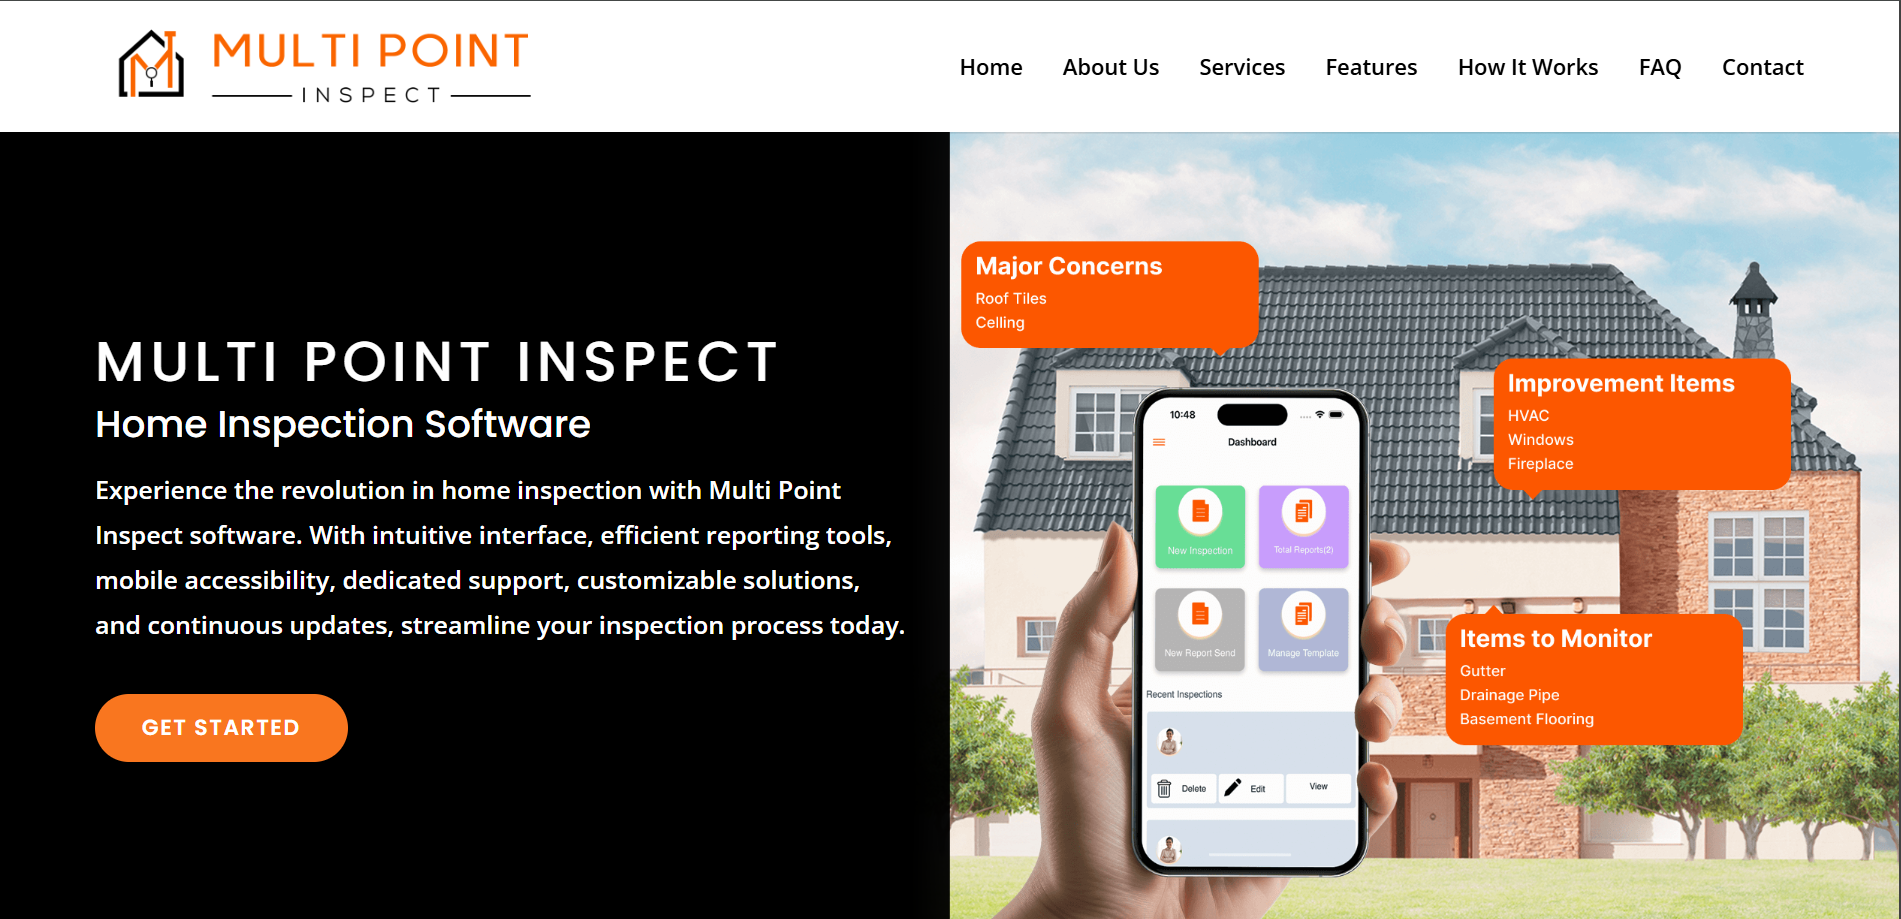 MULTI POINT
INSPECT
Home About Us Services Features How It Works FAQ Contact
MULTI POINT INSPECT
Home Inspection Software
Experience the revolution in home inspection with Multi Point
Inspect software. With intuitive interface, efficient reporting tools,
mobile accessibility, dedicated support, customizable solutions,
and continuous updates, streamline your inspection process today.
GET STARTED
Major Concerns
Roof Tiles
Celling
Improvement Items
HVAC
Windows
Fireplace
Items to Monitor
Gutter
Drainage Pipe
Basement Flooring
10:48
Dashboard
New Inspection
Total Reports(2)
New Report Send
Manage Template
Recent Inspections
Delete Edit View